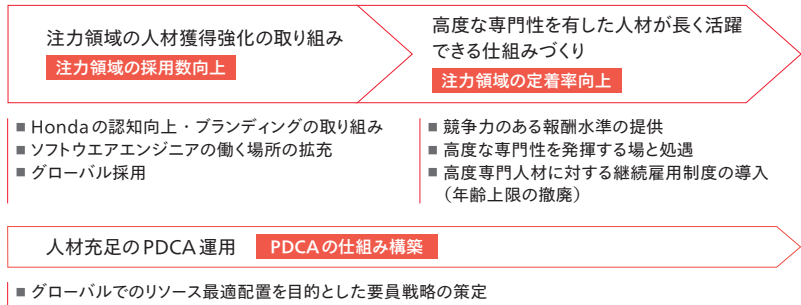 注力領域の人材獲得強化の取り組み
注力領域の採用数向上
■ Hondaの認知向上・ブランディングの取り組み
■ ソフトウエアエンジニアの働く場所の拡充
■ グローバル採用
高度な専門性を有した人材が長く活躍
できる仕組みづくり
注力領域の定着率向上
■ 競争力のある報酬水準の提供
■ 高度な専門性を発揮する場と処遇
■ 高度専門人材に対する継続雇用制度の導入
（年齢上限の撤廃）
人材充足のPDCA運用 PDCAの仕組み構築
■ グローバルでのリソース最適配置を目的とした要員戦略の策定